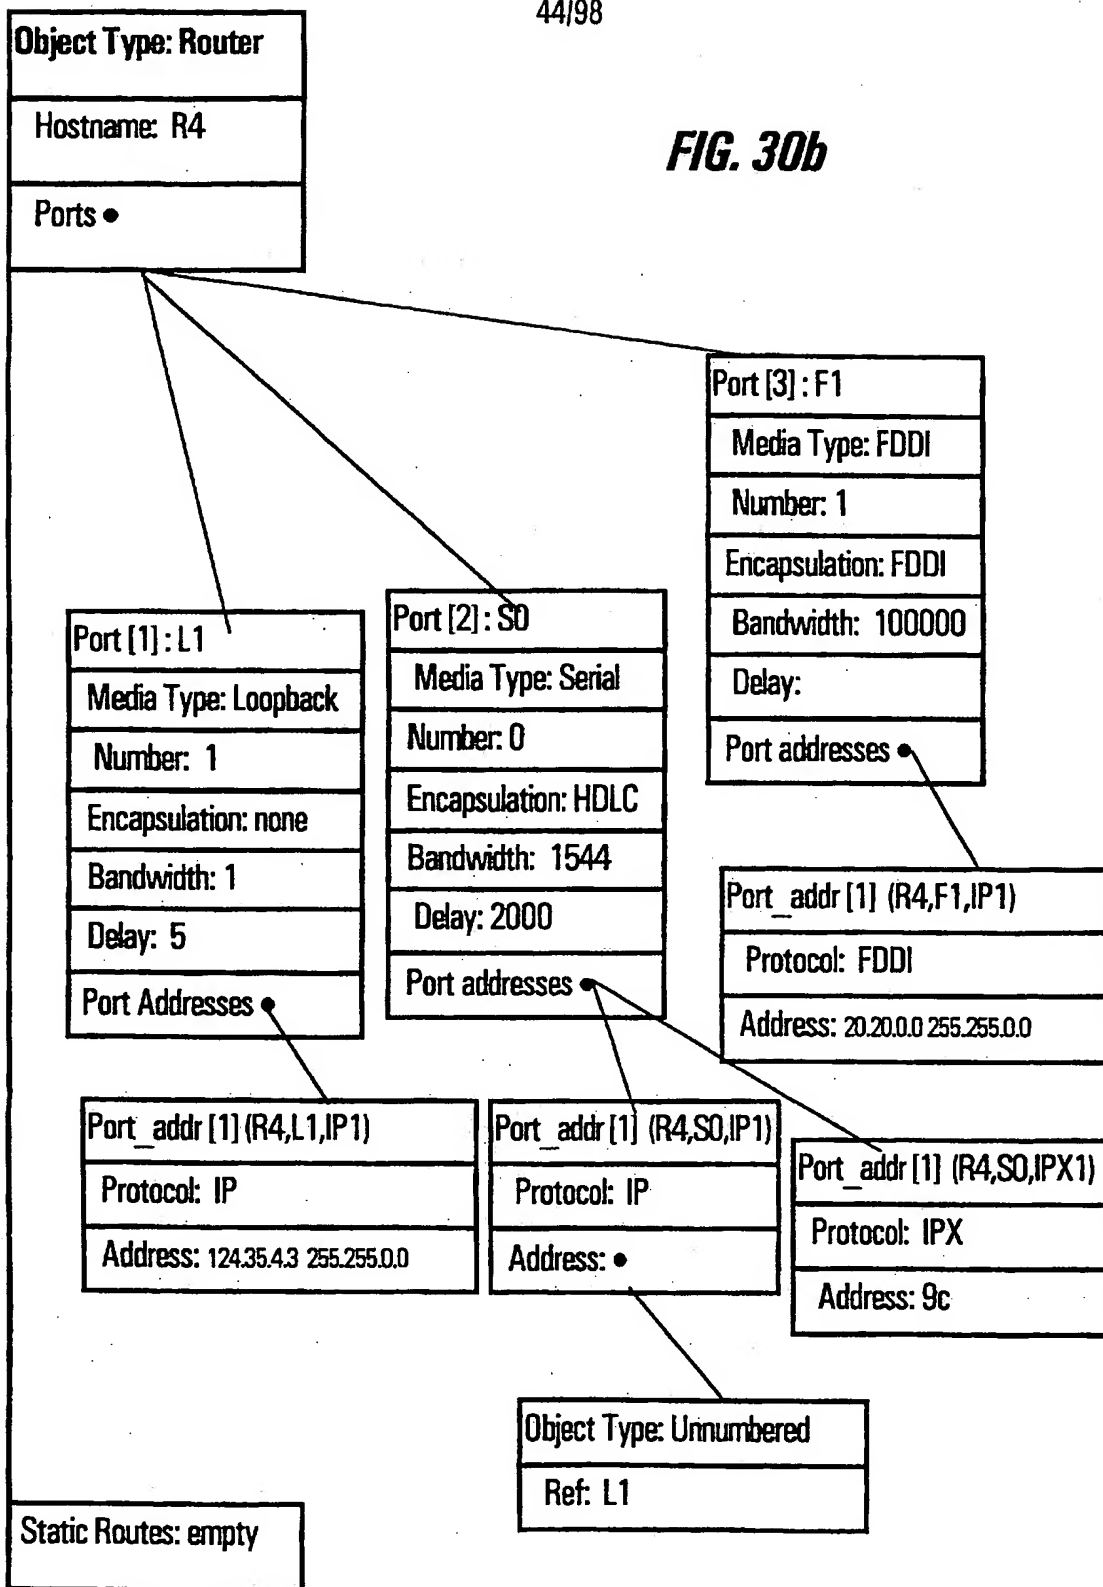 44/98
Object Type: Router
Hostname: R4
Ports
FIG. 30b
Port [3] : F1
Media Type: FDDI
Number: 1
Encapsulation: FDDI
Bandwidth: 100000
Delay:
Port addresses
Port [1] : L1
Media Type: Loopback
Number: 1
Encapsulation: none
Bandwidth: 1
Delay: 5
Port Addresses
Port [2] : S0
Media Type: Serial
Number: 0
Encapsulation: HDLC
Bandwidth: 1544
Delay: 2000
Port addresses
Port_addr [1] (R4,F1,IP1)
Protocol: FDDI
Address: 20.20.0.0 255.255.0.0
Port_addr [1] (R4,L1,IP1)
Protocol: IP
Address: 124.35.4.3 255.255.0.0
Port_addr [1] (R4,S0,IP1)
Protocol: IP
Address:
Port_addr [1] (R4,S0,IPX1)
Protocol: IPX
Address: 9c
Object Type: Unnumbered
Ref: L1
Static Routes: empty